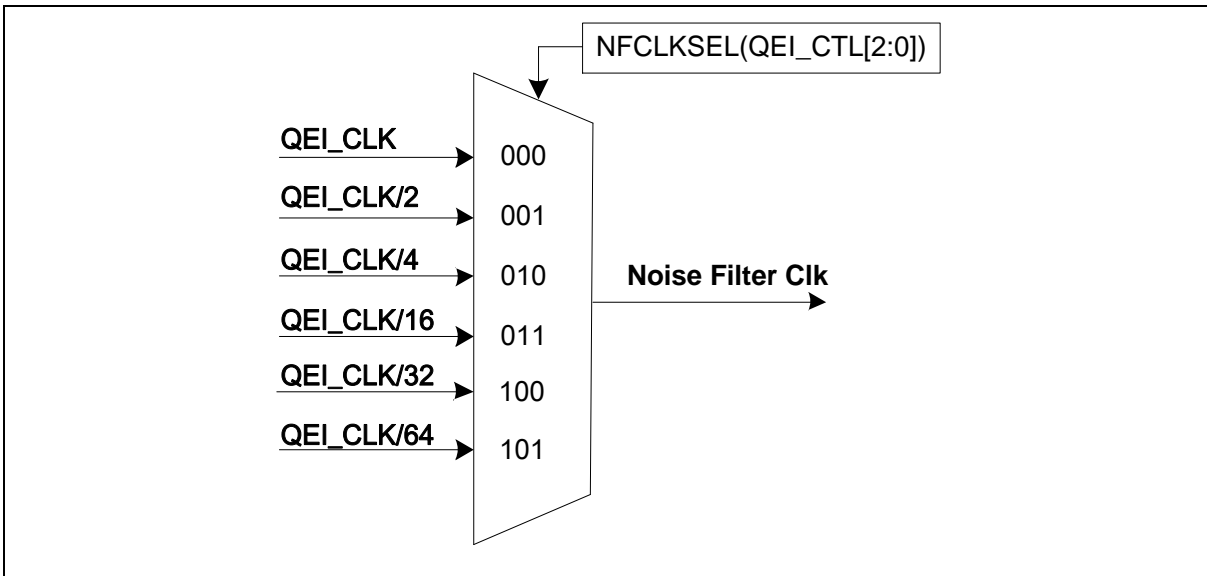 NFCLKSEL(QEI_CTL[2:0])
QEI_CLK
000
QEI_CLK/2
001
QEI_CLK/4
010
Noise Filter Clk
QEI_CLK/16
011
QEI_CLK/32
100
QEI_CLK/64
101